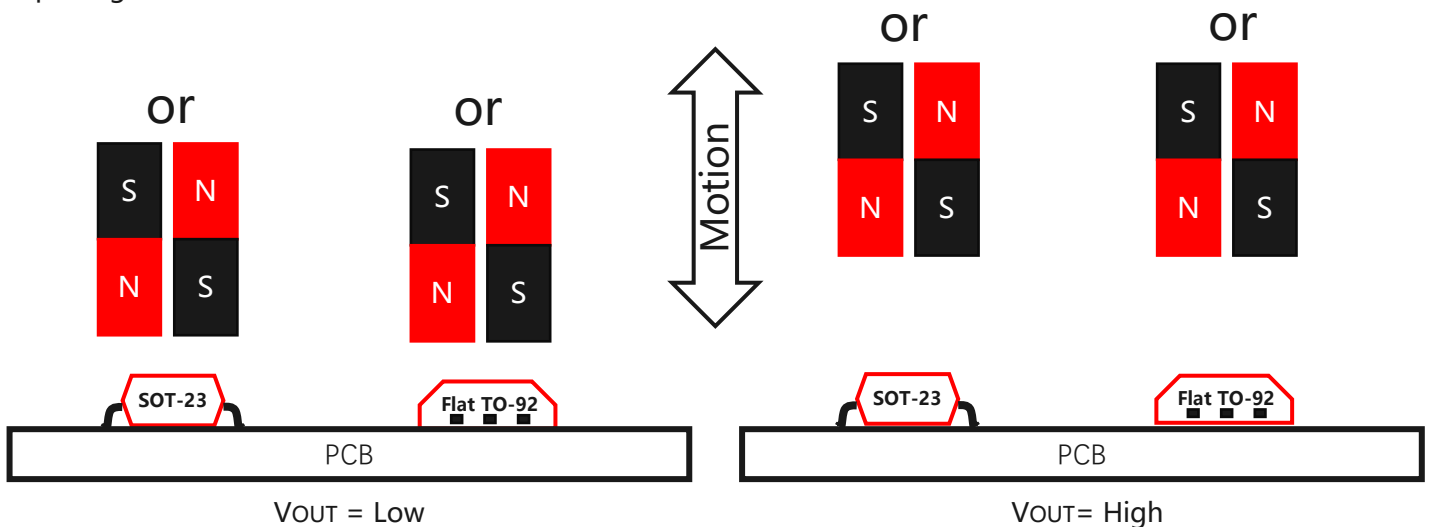 or
or
or
or
S
N
S
N
S
N
S
N
N
S
N
S
N
S
N
S
Motion
SOT-23
Flat TO-92
SOT-23
Flat TO-92
PCB
PCB
VOUT = Low
VOUT= High